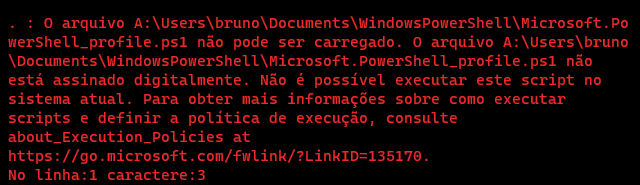 . : O arquivo A:\Users\bruno\Documents\WindowsPowerShell\Microsoft.Po
werShell_profile.ps1 não pode ser carregado. O arquivo A:\Users\bruno
\Documents\WindowsPowerShell\Microsoft.PowerShell_profile.ps1 não
está assinado digitalmente. Não é possível executar este script no
sistema atual. Para obter mais informações sobre como executar
scripts e definir a política de execução, consulte
about_Execution_Policies at
https://go.microsoft.com/fwlink/?LinkID=135170.
No linha:1 caractere:3